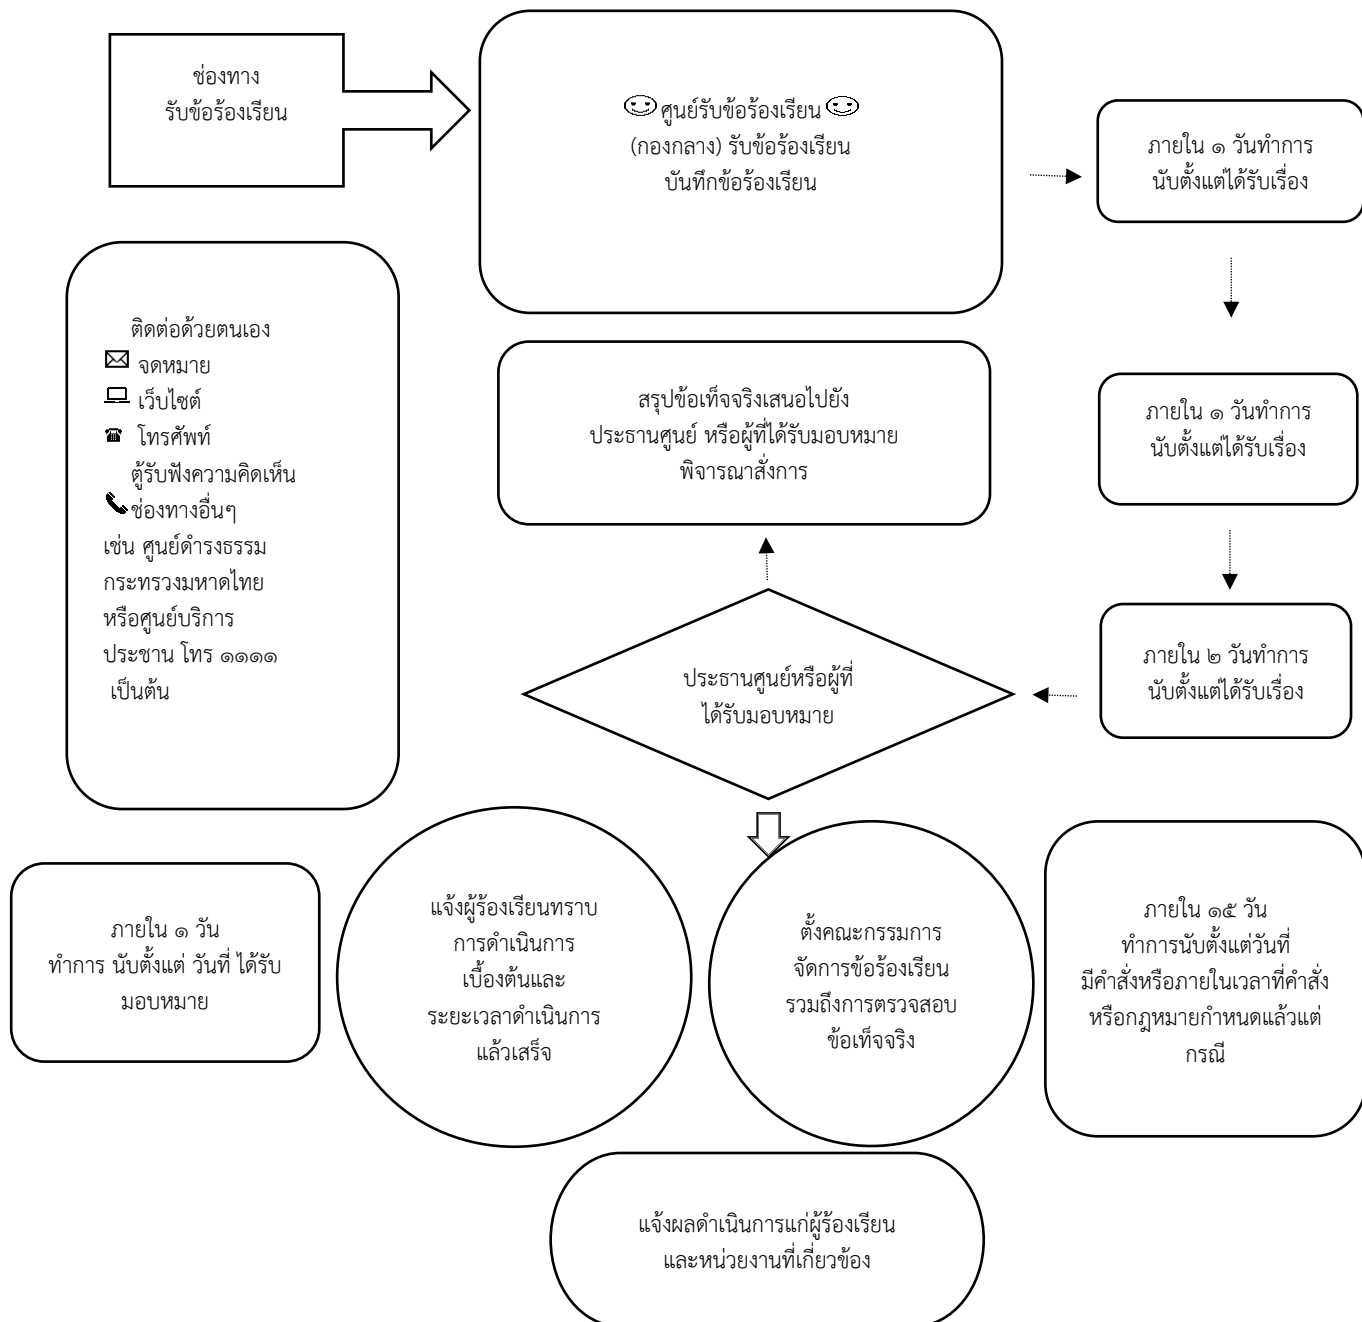 ช่องทาง
รับข้อร้องเรียน
ศูนย์รับข้อร้องเรียน
(กองกลาง) รับข้อร้องเรียน
บันทึกข้อร้องเรียน
ภายใน ๑ วันทำการ
นับตั้งแต่ได้รับเรื่อง
ติดต่อด้วยตนเอง
จดหมาย
เว็บไซต์
โทรศัพท์
ตู้รับฟังความคิดเห็น
ช่องทางอื่นๆ
เช่น ศูนย์ดำรงธรรม
กระทรวงมหาดไทย
หรือศูนย์บริการ
ประชาน โทร ๑๑๑๑
เป็นต้น
สรุปข้อเท็จจริงเสนอไปยัง
ประธานศูนย์ หรือผู้ที่ได้รับมอบหมาย
พิจารณาสั่งการ
ภายใน ๑ วันทำการ
นับตั้งแต่ได้รับเรื่อง
ประธานศูนย์หรือผู้ที่
ได้รับมอบหมาย
ภายใน ๒ วันทำการ
นับตั้งแต่ได้รับเรื่อง
ภายใน ๑ วัน
ทำการ นับตั้งแต่ วันที่ ได้รับ
มอบหมาย
แจ้งผู้ร้องเรียนทราบ
การดำเนินการ
เบื้องต้นและ
ระยะเวลาดำเนินการ
แล้วเสร็จ
ตั้งคณะกรรมการ
จัดการข้อร้องเรียน
รวมถึงการตรวจสอบ
ข้อเท็จจริง
ภายใน ๑๕ วัน
ทำการนับตั้งแต่วันที่
มีคำสั่งหรือภายในเวลาที่คำสั่ง
หรือกฎหมายกำหนดแล้วแต่
กรณี
แจ้งผลดำเนินการแก่ผู้ร้องเรียน
และหน่วยงานที่เกี่ยวข้อง